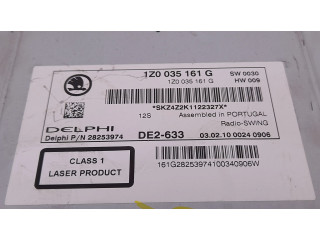 1Z0 035 161 G
1Z0 035 161 G
SW 0030
HW 009
*SKZ4Z2K1122327X*
12S
Assembled in PORTUGAL
Radio-SWING
DELPHI
Delphi P/N 28253974
DE2-633
03.02.10 0024 0906
CLASS 1
LASER PRODUCT
161G28253974100340906W